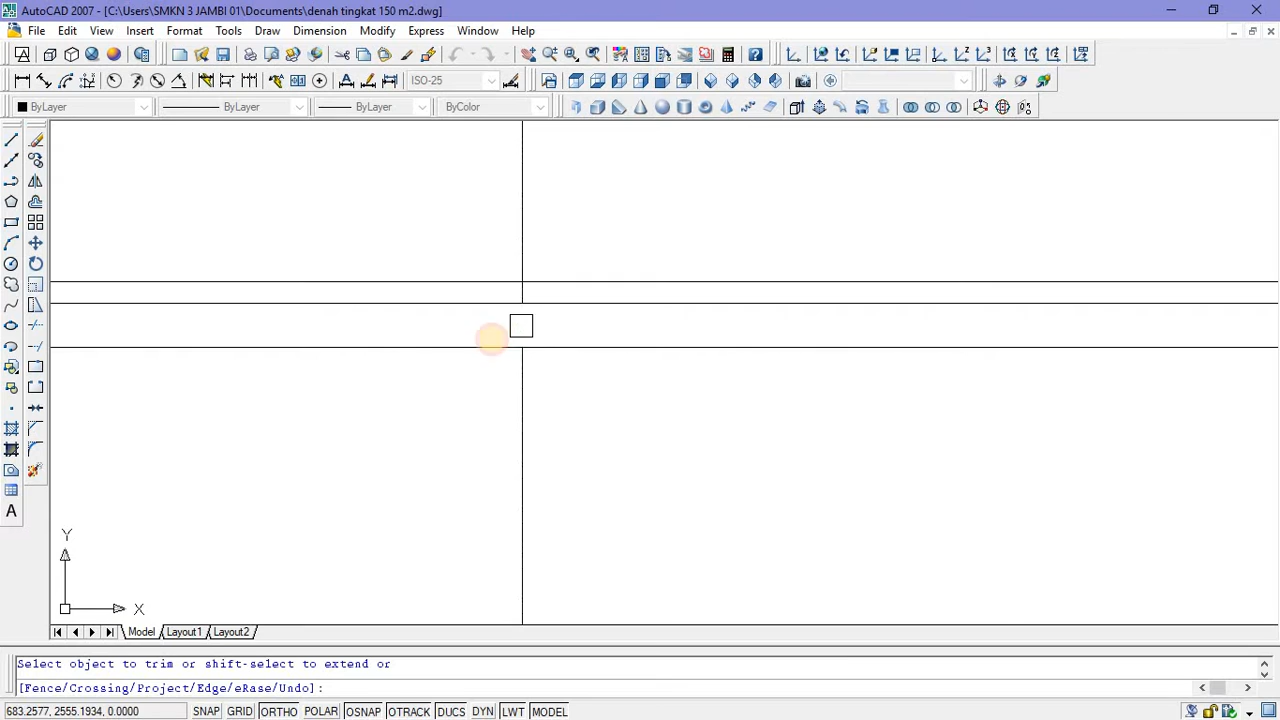 AutoCAD 2007 - [C:\Users\SMKN 3 JAMBI 01\Documents\denah tingkat 150 m2.dwg]
File Edit View Insert Format Tools Draw Dimension Modify Express Window Help
ISO-25
ByLayer ByLayer ByLayer ByColor
A
Y
X
Model Layout1 Layout2
Select object to trim or shift-select to extend or
[Fence/Crossing/Project/Edge/eRase/Undo]:
683.2577, 2555.1934, 0.0000 SNAP GRID ORTHO POLAR OSNAP OTRACK DUCS DYN LWT MODEL